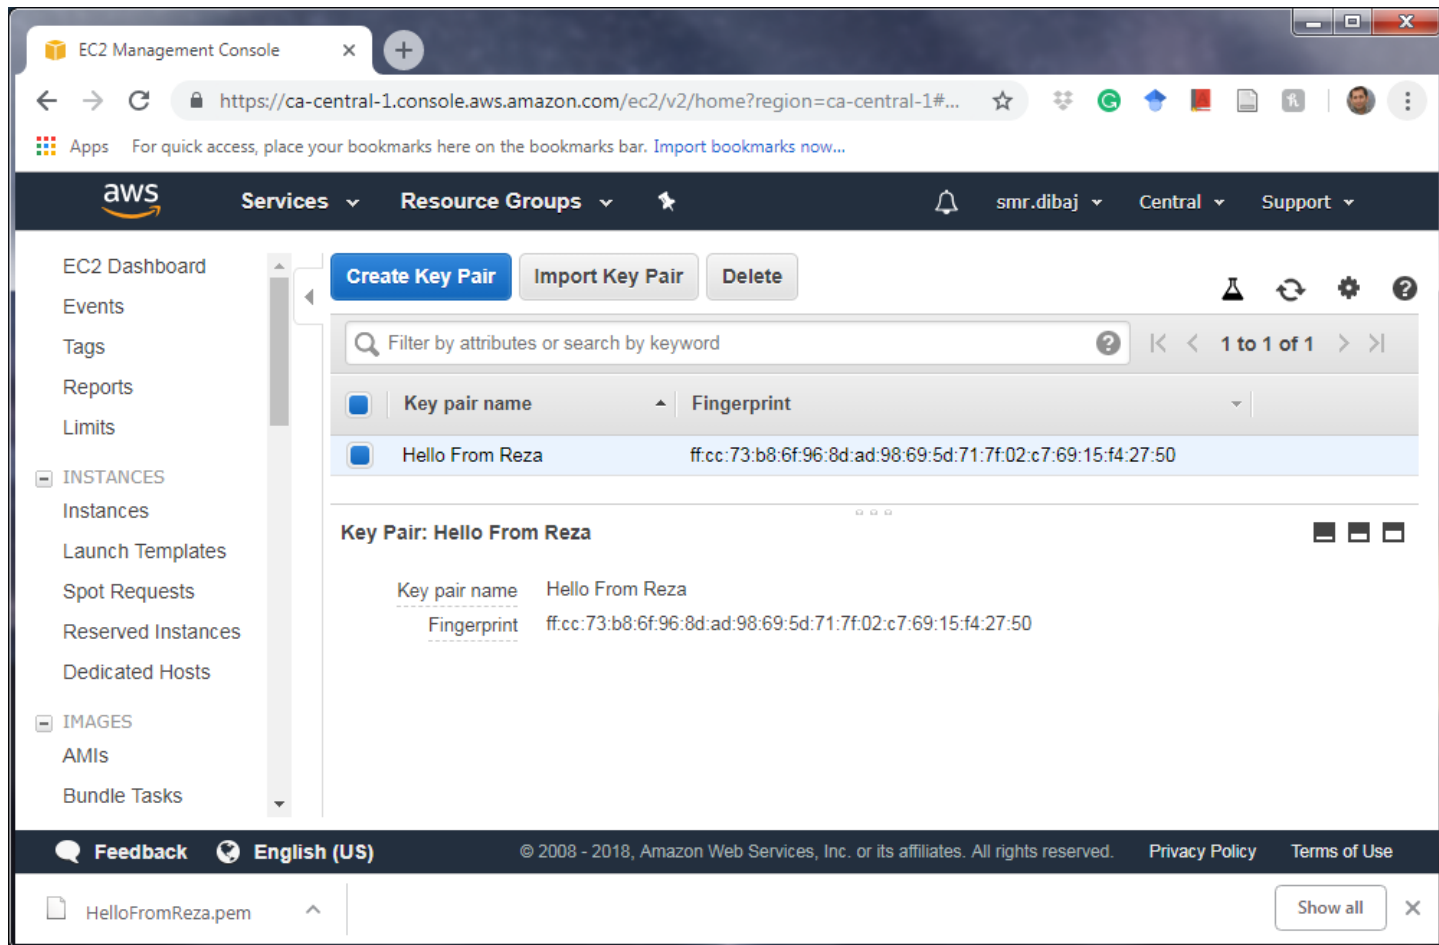 EC2 Management Console
https://ca-central-1.console.aws.amazon.com/ec2/v2/home?region=ca-central-1#...
Apps For quick access, place your bookmarks here on the bookmarks bar. Import bookmarks now...
aws Services Resource Groups smr.dibaj Central Support
EC2 Dashboard
Events
Tags
Reports
Limits
INSTANCES
Instances
Launch Templates
Spot Requests
Reserved Instances
Dedicated Hosts
IMAGES
AMIs
Bundle Tasks
Create Key Pair Import Key Pair Delete
Filter by attributes or search by keyword 1 to 1 of 1
Key pair name Fingerprint
Hello From Reza ff:cc:73:b8:6f:96:8d:ad:98:69:5d:71:7f:02:c7:69:15:f4:27:50
Key Pair: Hello From Reza
Key pair name Hello From Reza
Fingerprint ff:cc:73:b8:6f:96:8d:ad:98:69:5d:71:7f:02:c7:69:15:f4:27:50
Feedback English (US) © 2008 - 2018, Amazon Web Services, Inc. or its affiliates. All rights reserved. Privacy Policy Terms of Use
HelloFromReza.pem Show all